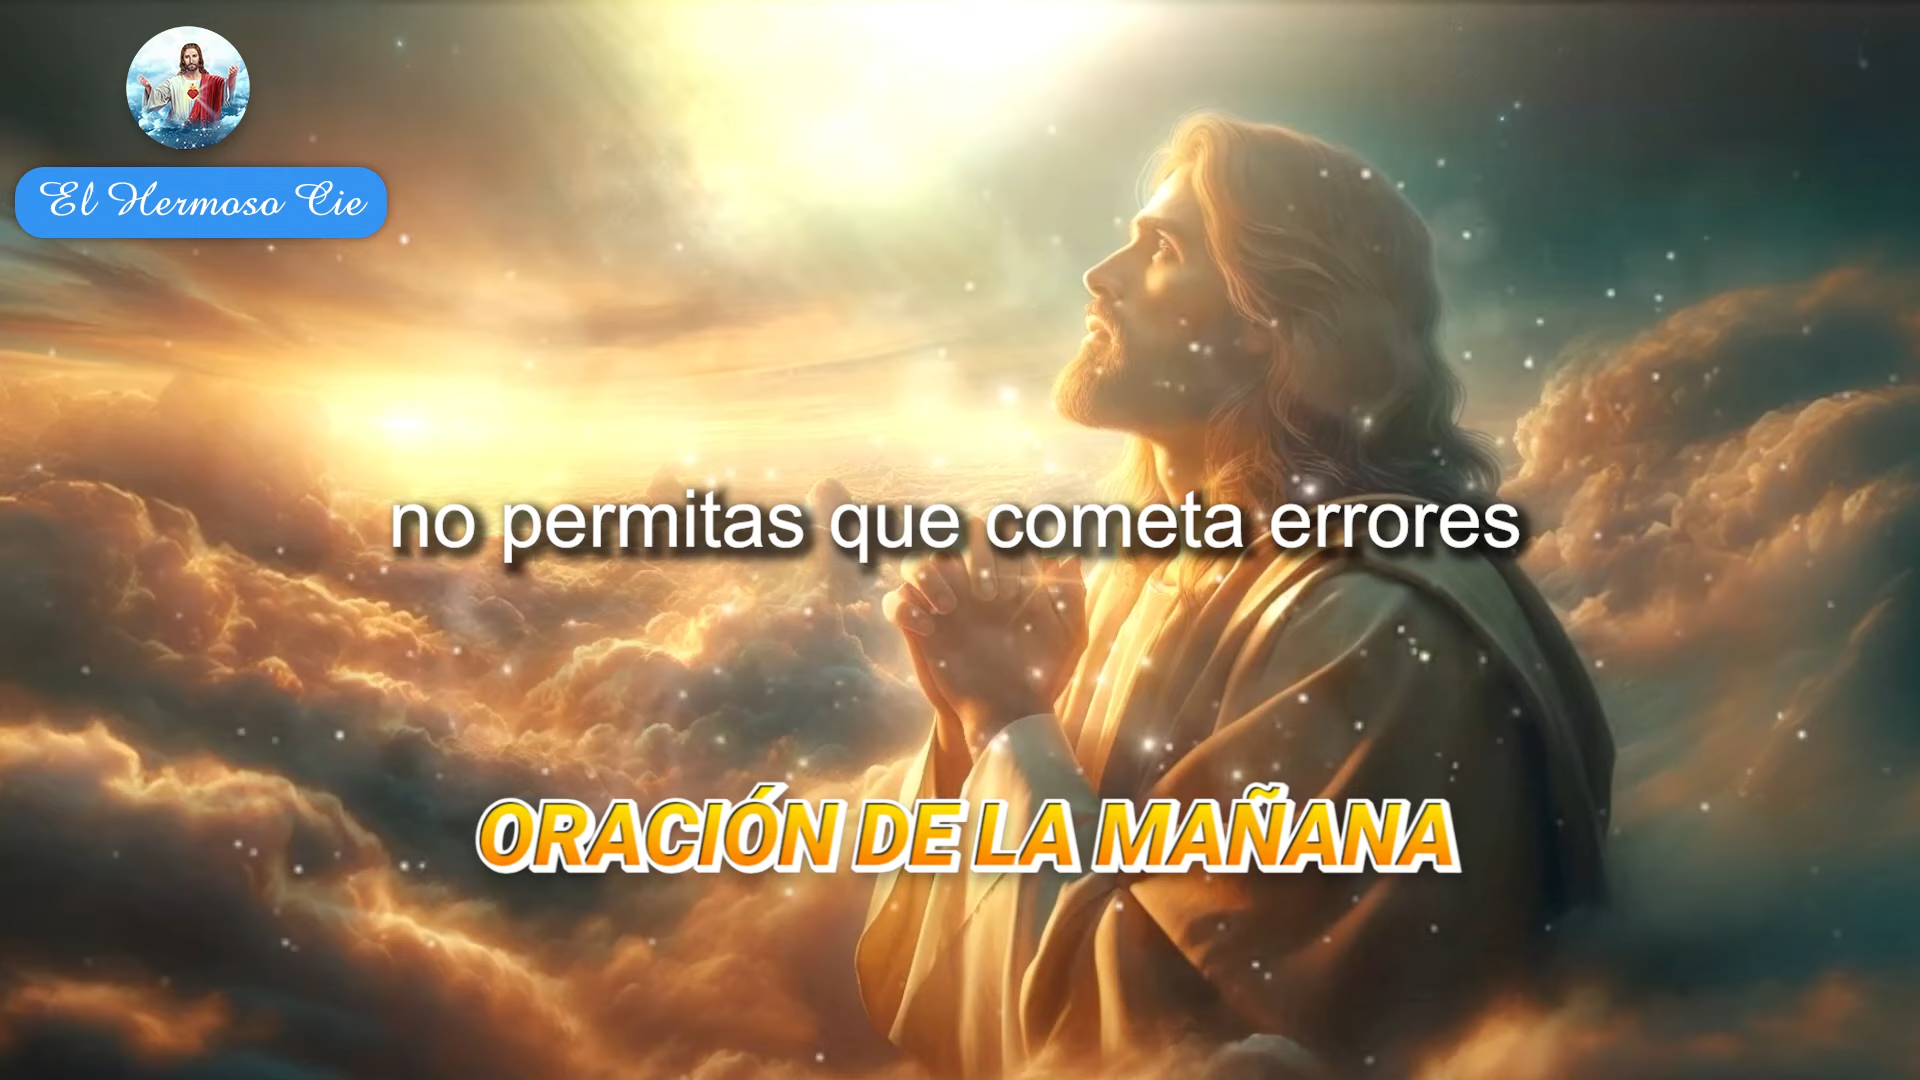 El Hermoso Cie
no permitas que cometa errores
ORACIÓN DE LA MAÑANA